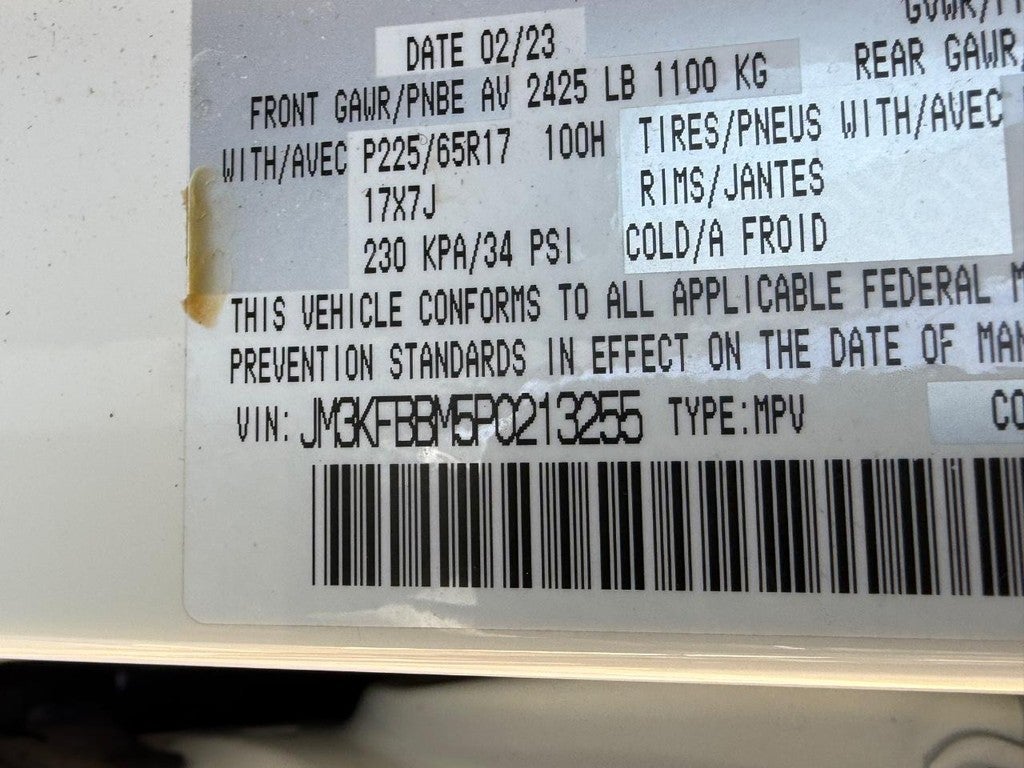 GVWR/
DATE 02/23
REAR GAWR/
FRONT GAWR/PNBE AV 2425 LB 1100 KG
WITH/AVEC P225/65R17 100H TIRES/PNEUS WITH/AVEC
17X7J RIMS/JANTES
230 KPA/34 PSI COLD/A FROID
THIS VEHICLE CONFORMS TO ALL APPLICABLE FEDERAL M
PREVENTION STANDARDS IN EFFECT ON THE DATE OF MAN
VIN: JM3KFBBM5P0213255 TYPE:MPV CO